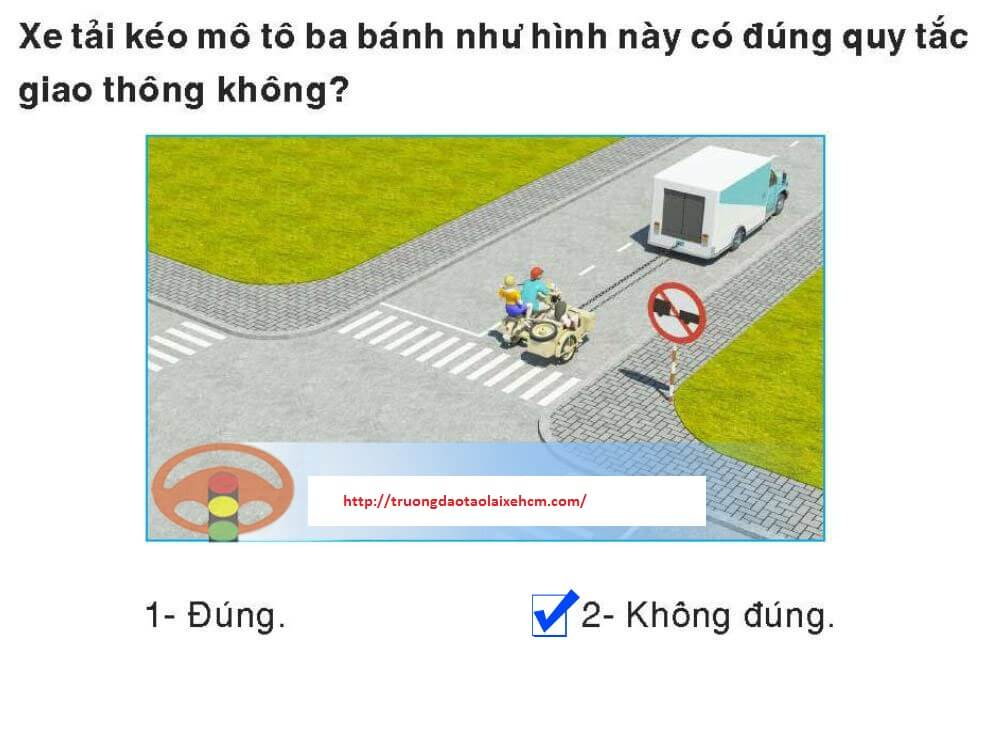 Xe tải kéo mô tô ba bánh như hình này có đúng quy tắc
giao thông không?
http://truongdaotaolaixehcm.com/
1- Đúng.
2- Không đúng.